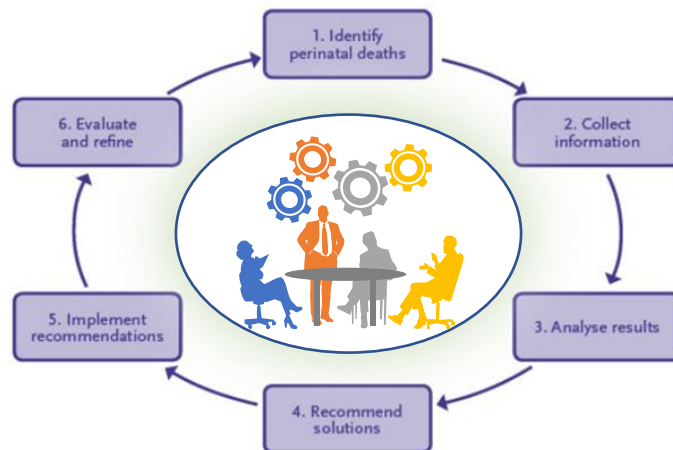 1. Identify
perinatal deaths
2. Collect
information
3. Analyse results
4. Recommend
solutions
5. Implement
recommendations
6. Evaluate
and refine